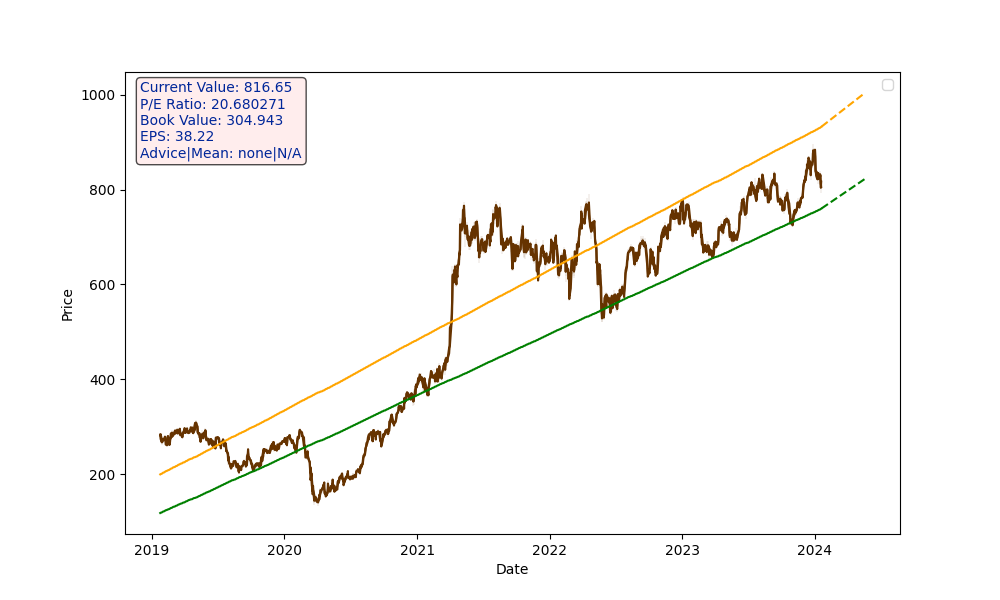 Current Value: 816.65
P/E Ratio: 20.680271
Book Value: 304.943
EPS: 38.22
Advice|Mean: none|N/A
1000
800
600
400
200
Price
2019
2020
2021
2022
2023
2024
Date